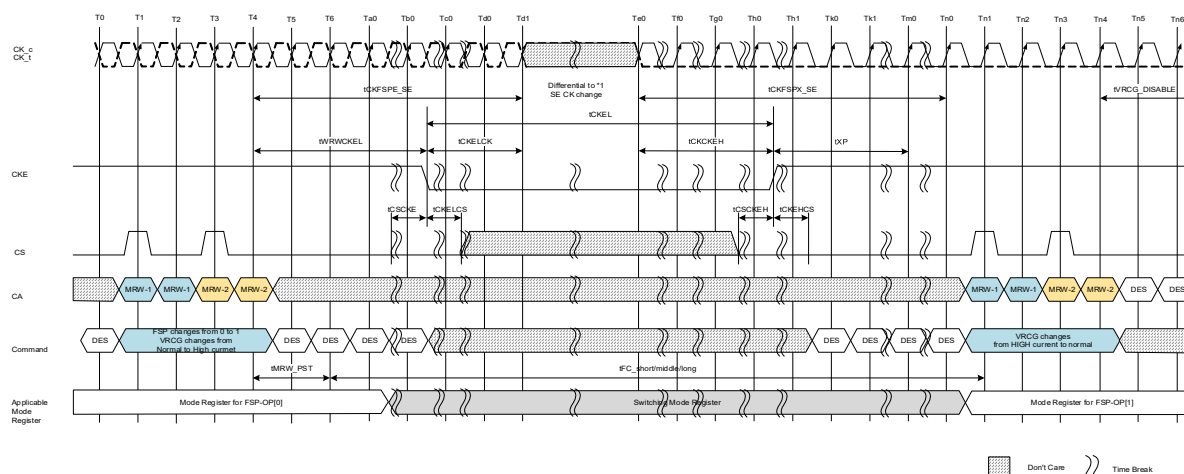 T0 T1 T2 T3 T4 T5 T6 Ta0 Tb0 Tc0 Td0 Td1 Te0 Tf0 Tg0 Th0 Th1 Tk0 Tk1 Tm0 Tn0 Tn1 Tn2 Tn3 Tn4 Tn5 Tn6
CK_c
CK_t
tCKFSPE_SE
Differential to *1
SE CK change
tCKFSPX_SE
tVRCG_DISABLE
tCKEL
tWRWCKEL
tCKELCK
tCKCKEH
tXP
CKE
tCSCKE
tCKELCS
tCSCKEH
tCKEHCS
CS
CA
MRW-1 MRW-1 MRW-2 MRW-2
MRW-1 MRW-1 MRW-2 MRW-2 DES DES
Command
DES
FSP changes from 0 to 1
VRCG changes from
Normal to High curmet
DES DES DES DES
DES DES DES DES
VRCG changes
from HIGH current to normal
tMRW_PST
tFC_short/middle/long
Applicable
Mode
Register
Mode Register for FSP-OP[0]
Switching Mode Register
Mode Register for FSP-OP[1]
Don't Care
Time Break